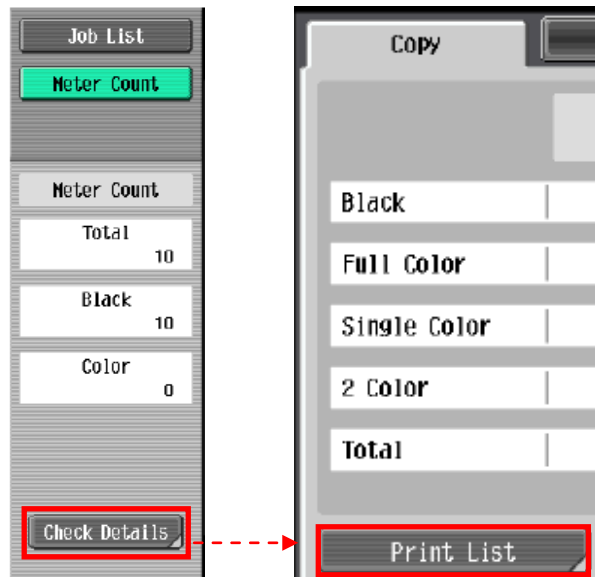 Job List
Meter Count
Meter Count
Total
10
Black
10
Color
0
Check Details
Copy
Black
Full Color
Single Color
2 Color
Total
Print List